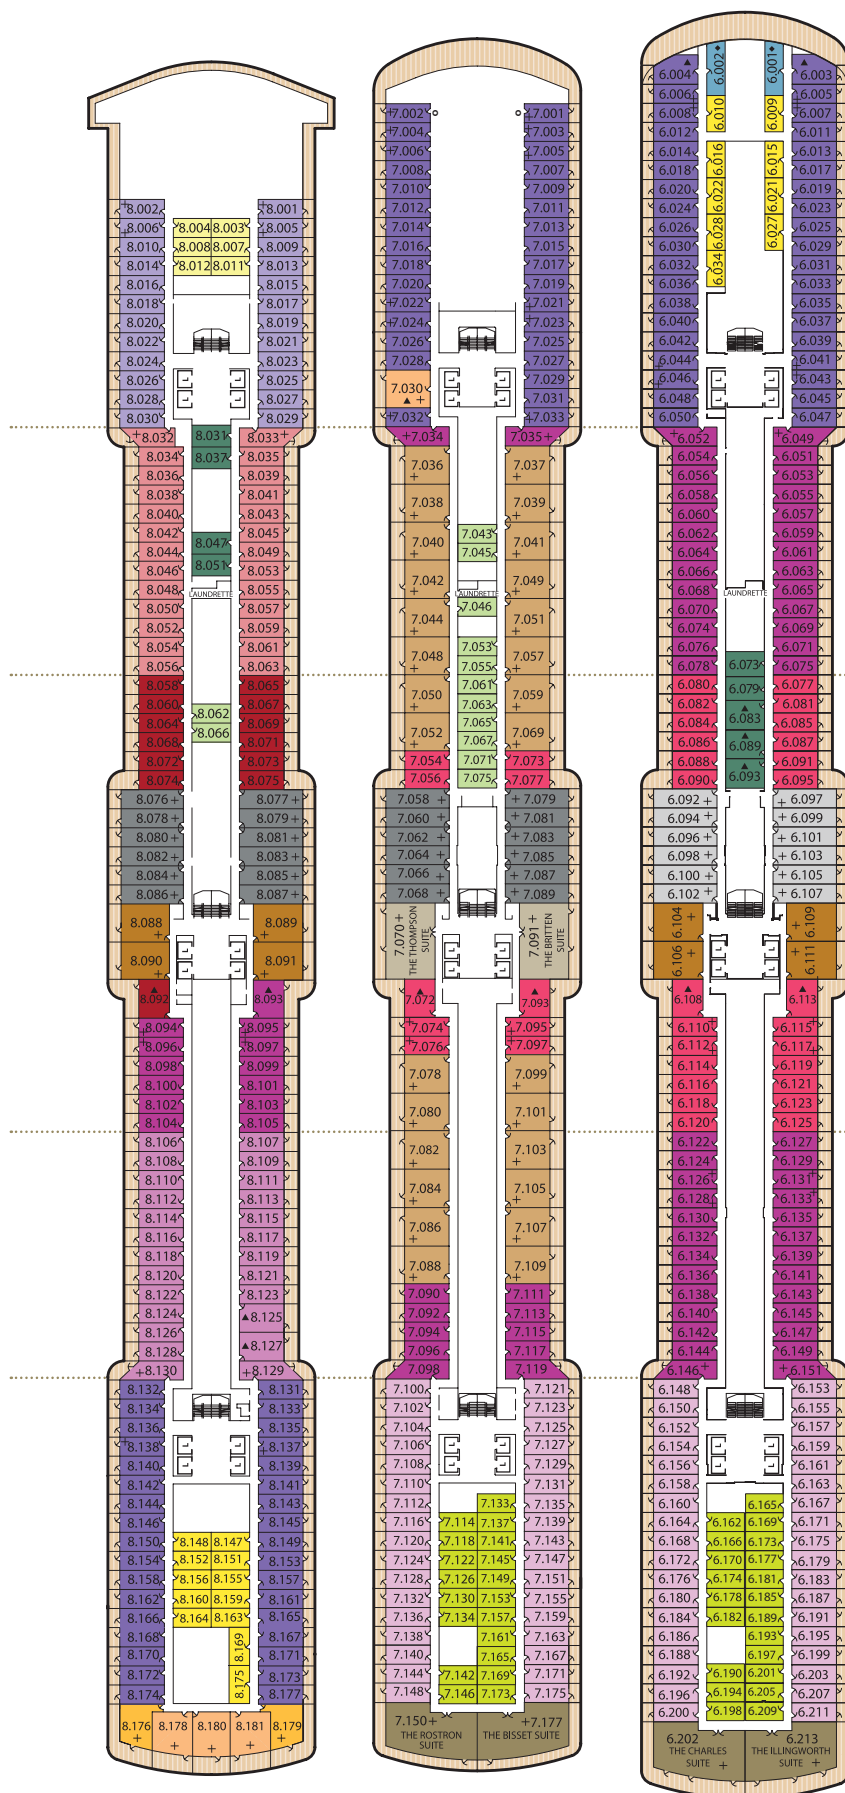 8.002 8.001
8.006 8.004 8.003 8.005
8.010 8.008 8.007 8.009
8.014 8.012 8.011 8.013
8.016 8.015
8.018 8.017
8.020 8.019
8.022 8.021
8.024 8.023
8.026 8.025
8.028 8.027
8.030 8.029
8.032 8.031 8.033
8.034 8.037 8.035
8.036 8.039
8.038 8.041
8.040 8.043
8.042 8.047 8.045
8.044 8.049
8.046 8.051 8.053
8.048 8.055
LAUNDRETTE
8.050 8.057
8.052 8.059
8.054 8.061
8.056 8.063
8.058 8.065
8.060 8.062 8.067
8.064 8.066 8.069
8.068 8.071
8.072 8.073
8.074 8.075
8.076 8.077
8.078 8.079
8.080 8.081
8.082 8.083
8.084 8.085
8.086 8.087
8.088 8.089
8.090 8.091
8.092 8.093
8.094 8.095
8.096 8.097
8.098 8.099
8.100 8.101
8.102 8.103
8.104 8.105
8.106 8.107
8.108 8.109
8.110 8.111
8.112 8.113
8.114 8.115
8.116 8.117
8.118 8.119
8.120 8.121
8.122 8.123
8.124 8.125
8.126
8.128 8.127
8.130 8.129
8.132 8.131
8.134 8.133
8.136 8.135
8.138 8.137
8.140 8.139
8.142 8.141
8.144 8.143
8.146 8.145
8.150 8.148 8.147 8.149
8.154 8.152 8.151 8.153
8.158 8.156 8.155 8.157
8.162 8.160 8.159 8.161
8.166 8.164 8.163 8.165
8.168 8.169 8.167
8.170 8.171
8.172 8.175 8.173
8.174 8.177
8.176 8.178 8.180 8.181 8.179
7.002 7.001
7.004 7.003
7.006 7.005
7.008 7.007
7.010 7.009
7.012 7.011
7.014 7.013
7.016 7.015
7.018 7.017
7.020 7.019
7.022 7.021
7.024 7.023
7.026 7.025
7.028 7.027
7.030 7.029
7.031
7.032 7.033
7.034 7.035
7.036 7.037
7.038 7.039
7.043
7.040 7.041
7.045
7.042 7.049
LAUNDRETTE
7.046
7.044 7.051
7.053
7.048 7.055 7.057
7.061
7.050 7.063 7.059
7.065
7.052 7.067 7.069
7.054 7.071 7.073
7.056 7.075 7.077
7.058 7.079
7.060 7.081
7.062 7.083
7.064 7.085
7.066 7.087
7.068 7.089
7.070
THE THOMPSON
SUITE
7.091
THE BRITTEN
SUITE
7.072 7.093
7.074 7.095
7.076 7.097
7.078 7.099
7.080 7.101
7.082 7.103
7.084 7.105
7.086 7.107
7.088 7.109
7.090 7.111
7.092 7.113
7.094 7.115
7.096 7.117
7.098 7.119
7.100 7.121
7.102 7.123
7.104 7.125
7.106 7.127
7.108 7.129
7.110 7.131
7.112 7.133 7.135
7.116 7.114 7.137 7.139
7.120 7.118 7.141 7.143
7.124 7.122 7.145 7.147
7.128 7.126 7.149 7.151
7.132 7.130 7.153 7.155
7.136 7.134 7.157 7.159
7.138 7.161 7.163
7.140 7.165 7.167
7.144 7.142 7.169 7.171
7.148 7.146 7.173 7.175
7.150 7.177
THE ROSTRON
SUITE
THE BISSET SUITE
6.004 6.002 6.001 6.003
6.006 6.005
6.008 6.010 6.009 6.007
6.012 6.011
6.014 6.016 6.015 6.013
6.018 6.017
6.020 6.022 6.021 6.019
6.024 6.023
6.026 6.028 6.027 6.025
6.030 6.029
6.032 6.034 6.031
6.036 6.033
6.038 6.035
6.040 6.037
6.042 6.039
6.044 6.041
6.046 6.043
6.048 6.045
6.050 6.047
6.052 6.049
6.054 6.051
6.056 6.053
6.058 6.055
6.060 6.057
6.062 6.059
6.064 6.061
6.066 6.063
6.068 6.065
LAUNDRETTE
6.070 6.067
6.074 6.069
6.076 6.071
6.078 6.073 6.075
6.080 6.079 6.077
6.082 6.081
6.084 6.083 6.085
6.086 6.089 6.087
6.088 6.091
6.090 6.093 6.095
6.092 6.097
6.094 6.099
6.096 6.101
6.098 6.103
6.100 6.105
6.102 6.107
6.104 6.109
6.106 6.111
6.108 6.113
6.110 6.115
6.112 6.117
6.114 6.119
6.116 6.121
6.118 6.123
6.120 6.125
6.122 6.127
6.124 6.129
6.126 6.131
6.128 6.133
6.130 6.135
6.132 6.137
6.134 6.139
6.136 6.141
6.138 6.143
6.140 6.145
6.142 6.147
6.144 6.149
6.146 6.151
6.148 6.153
6.150 6.155
6.152 6.157
6.154 6.159
6.156 6.161
6.158 6.163
6.160 6.165 6.167
6.164 6.162 6.169 6.171
6.168 6.166 6.173 6.175
6.172 6.170 6.177 6.179
6.176 6.174 6.181 6.183
6.180 6.178 6.185 6.187
6.184 6.182 6.189 6.191
6.186 6.193 6.195
6.188 6.197 6.199
6.192 6.190 6.201 6.203
6.196 6.194 6.205 6.207
6.200 6.198 6.209 6.211
6.202 6.213
THE CHARLES
SUITE
THE ILLINGWORTH
SUITE